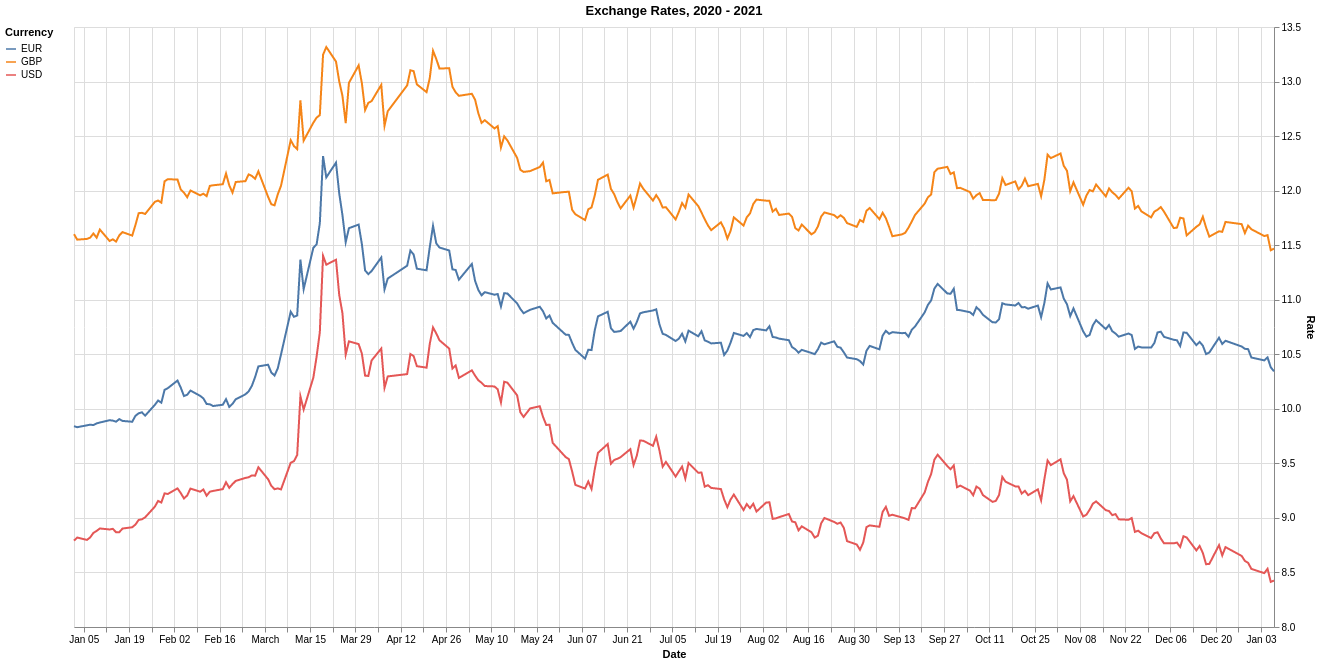 Exchange Rates, 2020 - 2021
Currency
EUR
GBP
USD
13.5
13.0
12.5
12.0
11.5
11.0
10.5
10.0
9.5
9.0
8.5
8.0
Rate
Jan 05 Jan 19 Feb 02 Feb 16 March Mar 15 Mar 29 Apr 12 Apr 26 May 10 May 24 Jun 07 Jun 21 Jul 05 Jul 19 Aug 02 Aug 16 Aug 30 Sep 13 Sep 27 Oct 11 Oct 25 Nov 08 Nov 22 Dec 06 Dec 20 Jan 03
Date